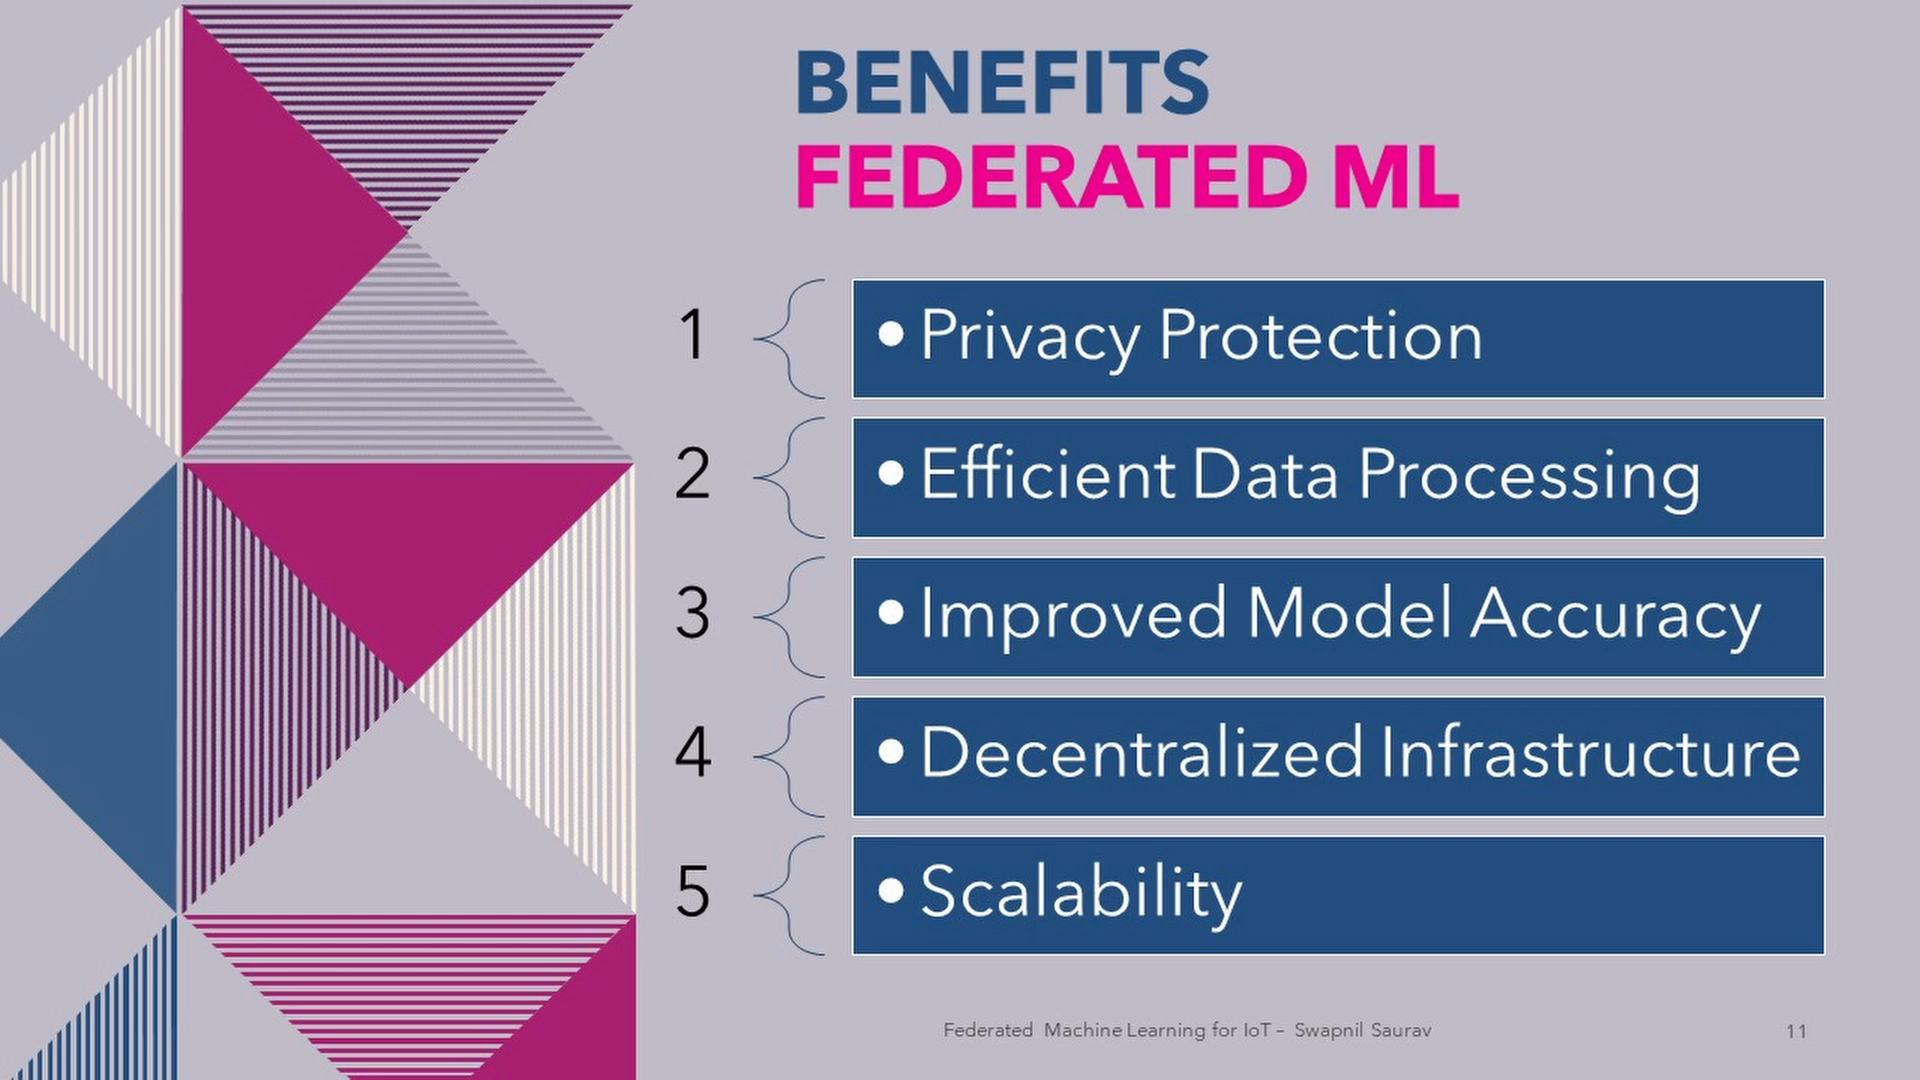 BENEFITS
FEDERATED ML
1
• Privacy Protection
2
• Efficient Data Processing
3
• Improved Model Accuracy
4
• Decentralized Infrastructure
5
• Scalability
Federated Machine Learning for IoT – Swapnil Saurav
11